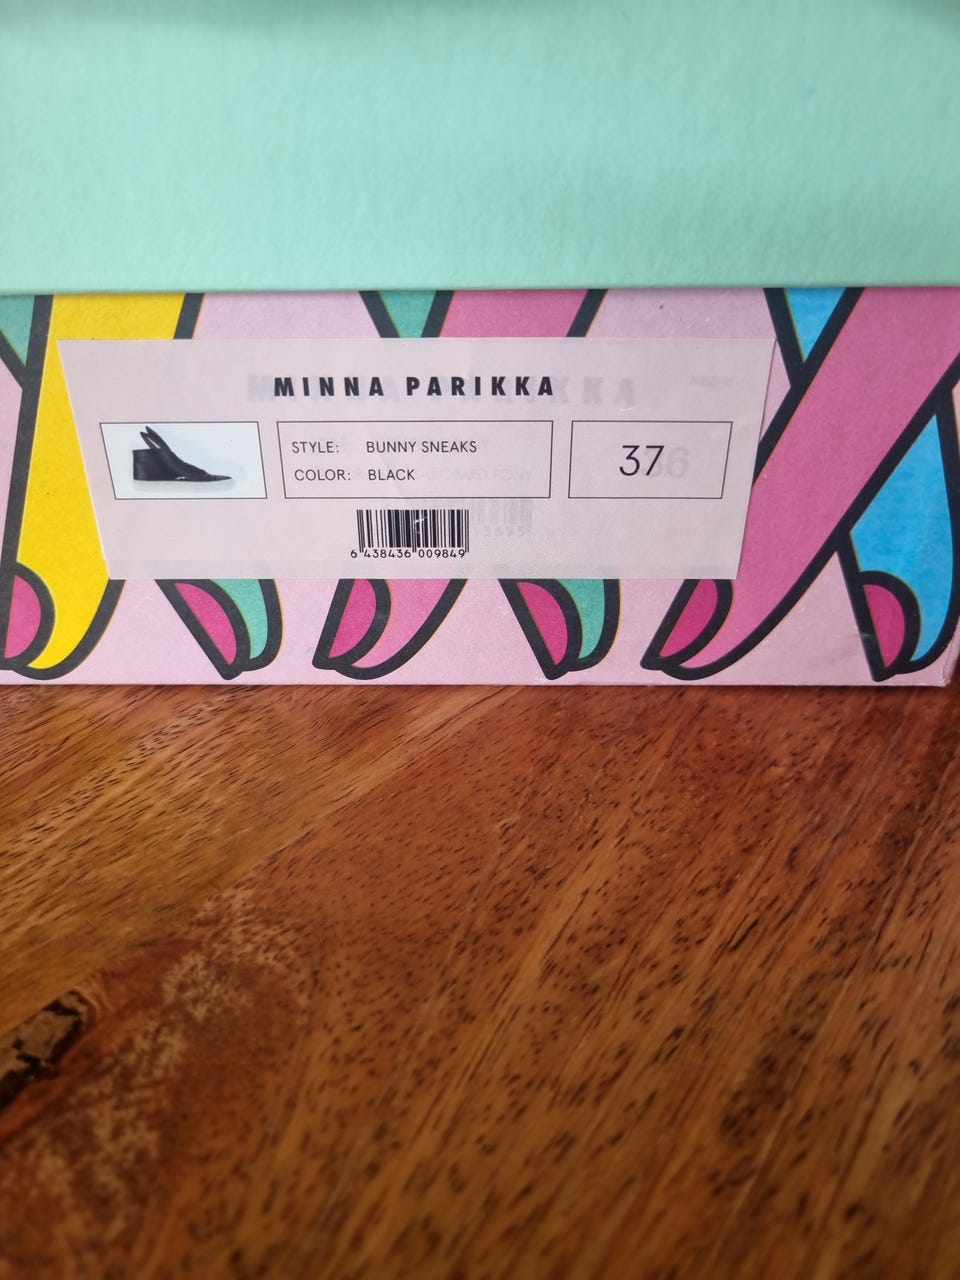 MINNA PARIKKA
STYLE: BUNNY SNEAKS
COLOR: BLACK
37
6 438436 009849